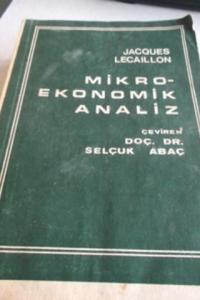 JACQUES
LECAILLON
MİKRO-
EKONOMİK
ANALİZ
ÇEVİREN
DOÇ. DR.
SELÇUK ABAÇ